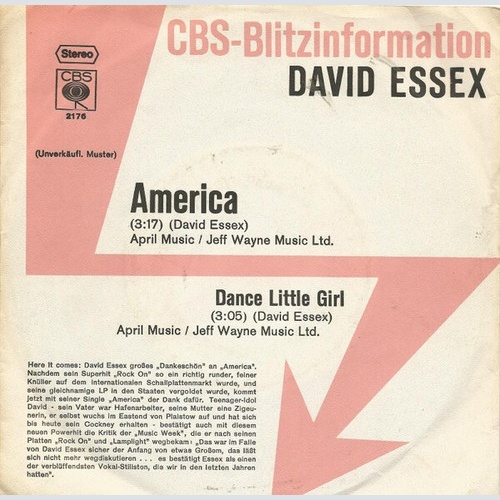 CBS-Blitzinformation
DAVID ESSEX
Stereo
CBS
2176
(Unverkäufl. Muster)
America
(3:17) (David Essex)
April Music / Jeff Wayne Music Ltd.
Dance Little Girl
(3:05) (David Essex)
April Music / Jeff Wayne Music Ltd.
Here it comes: David Essex großes „Dankeschön" an „America".
Nachdem sein Superhit „Rock On" so ein richtig runder, feiner
Knüller auf dem internationalen Schallplattenmarkt wurde, und
seine gleichnamige LP in den Staaten vergoldet wurde, kommt
jetzt mit seiner Single „America" der Dank dafür. Teenager-Idol
David - sein Vater war Hafenarbeiter, seine Mutter eine Zigeu-
nerin, er selbst wuchs im Eastend von Plaistow auf und hat sich
bis heute sein Cockney erhalten - bestätigt auch mit diesem
neuen Powerhit die Kritik der „Music Week", die er nach seinen
Platten „Rock On" und „Lamplight" wegbekam: „Das war im Falle
von David Essex sicher der Anfang von etwas Großem, das läßt
sich nicht mehr wegdiskutieren . . . es bestätigt Essex als einen
der verblüffendsten Vokal-Stilisten, die wir in den letzten Jahren
hatten".